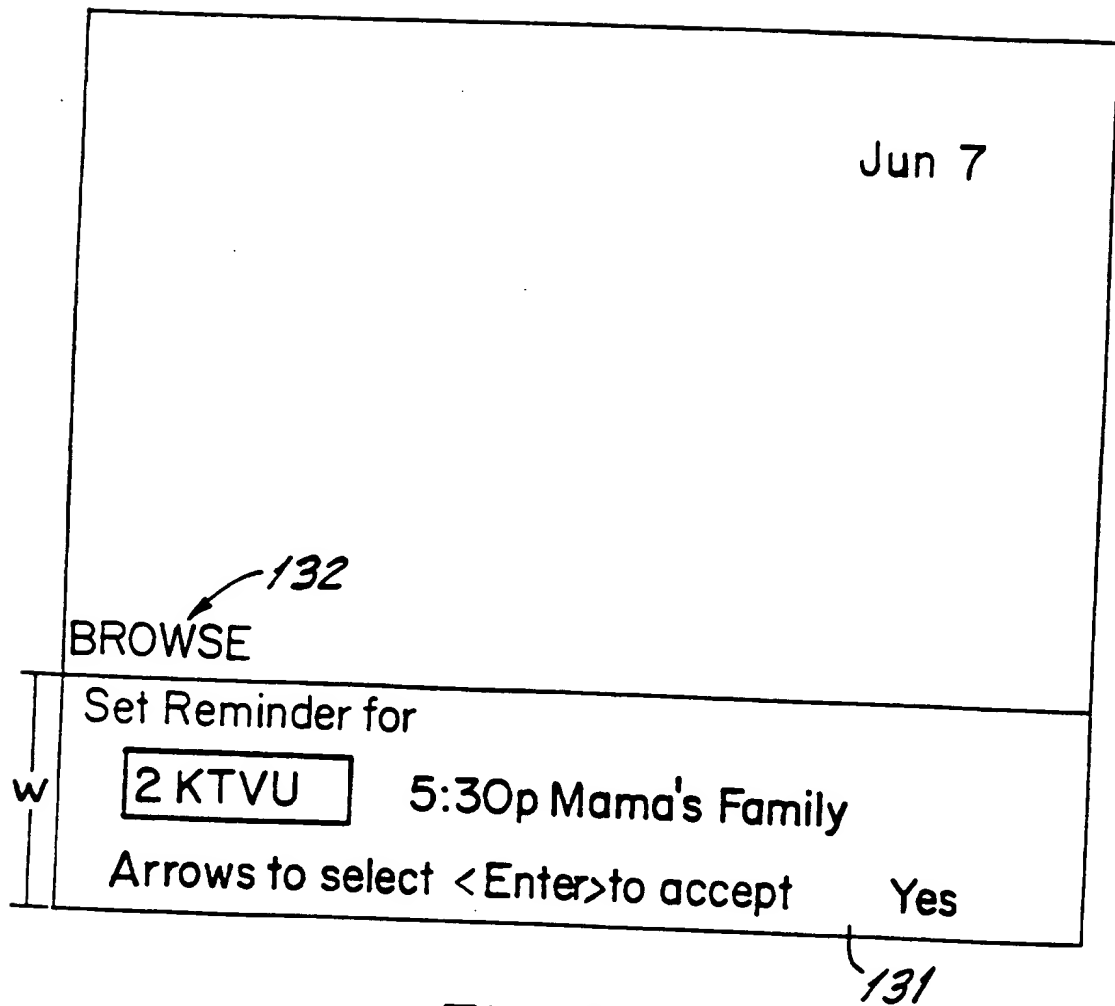 Jun 7
132
BROWSE
Set Reminder for
W
2 KTVU 5:30p Mama's Family
Arrows to select <Enter>to accept Yes
131